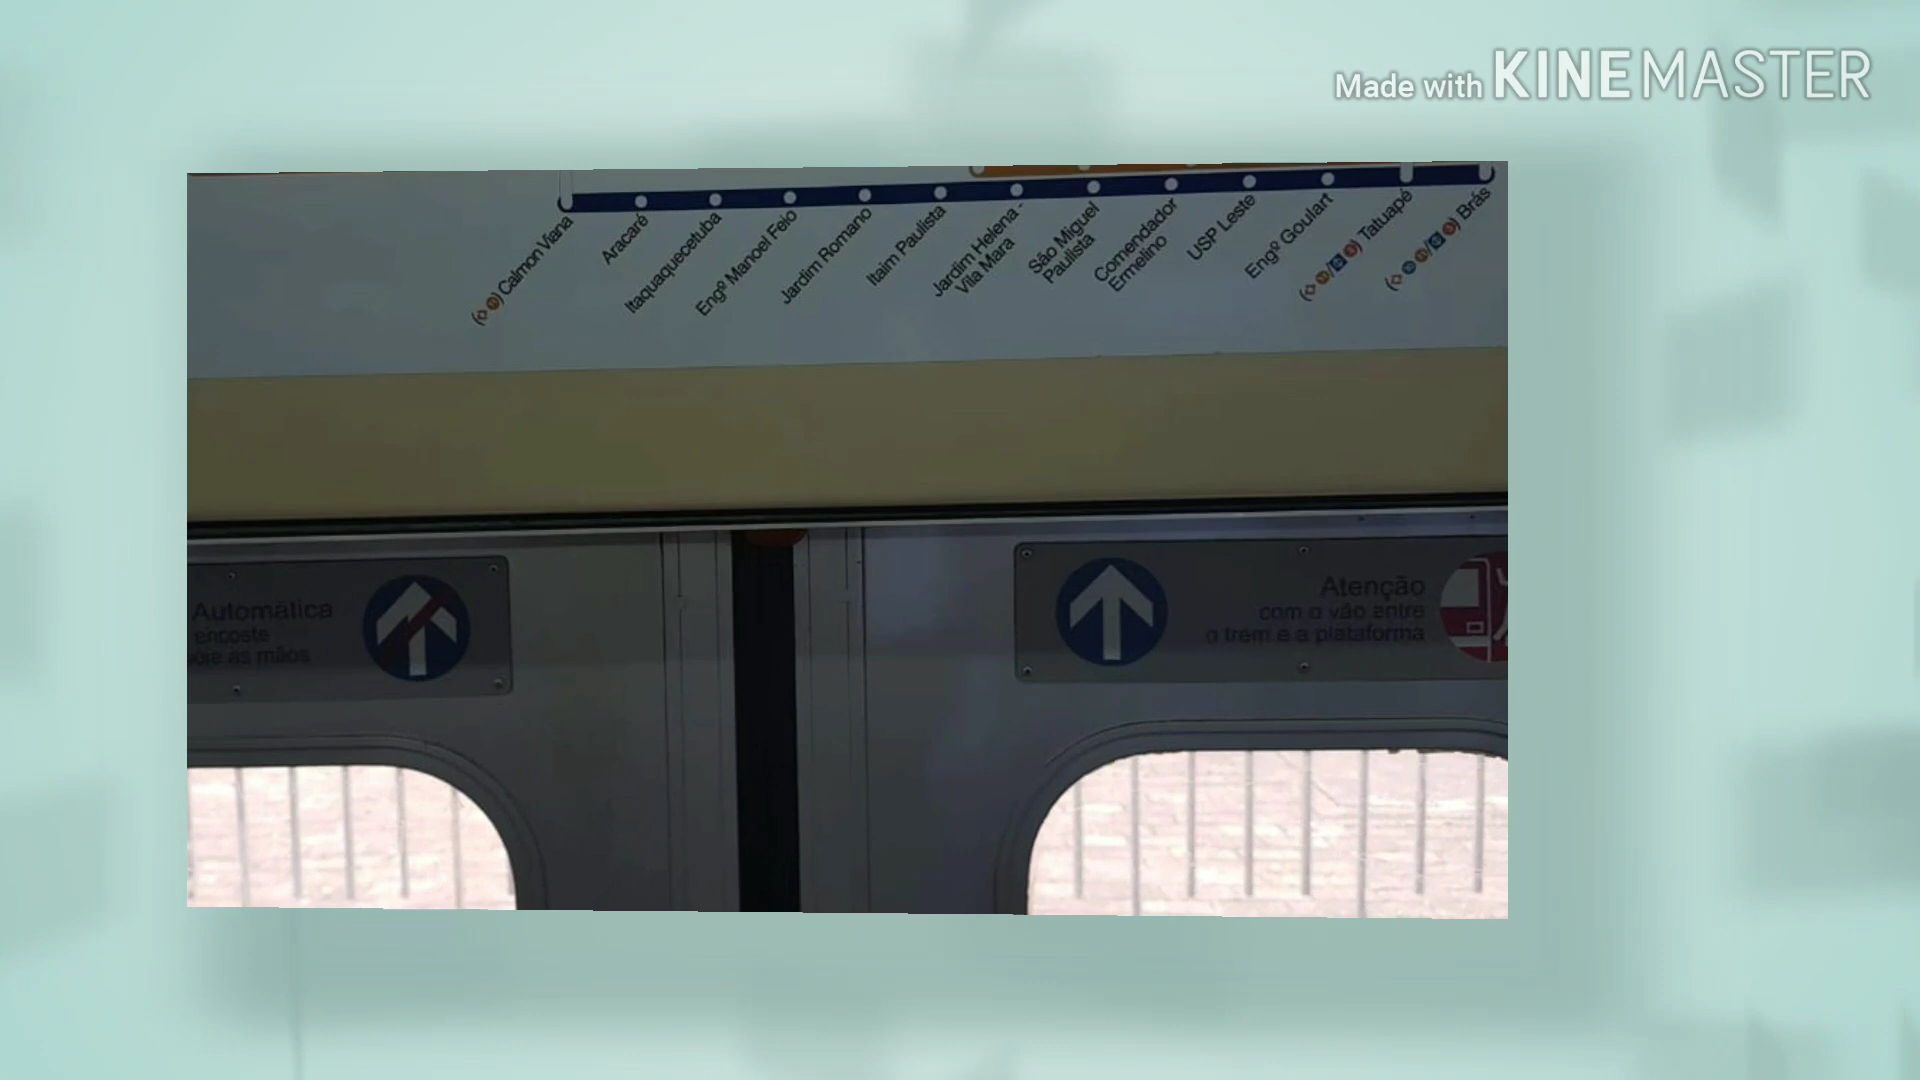 Made with KINEMASTER
Calmon Viana
Aracaré
Itaquaquecetuba
Engº Manoel Feio
Jardim Romano
Itaim Paulista
Jardim Helena -
Vila Mara
São Miguel
Paulista
Comendador
Ermelino
USP Leste
Engº Goulart
Tatuapé
Brás
Automática
encoste
as mãos
Atenção
com o vão entre
o trem e a plataforma